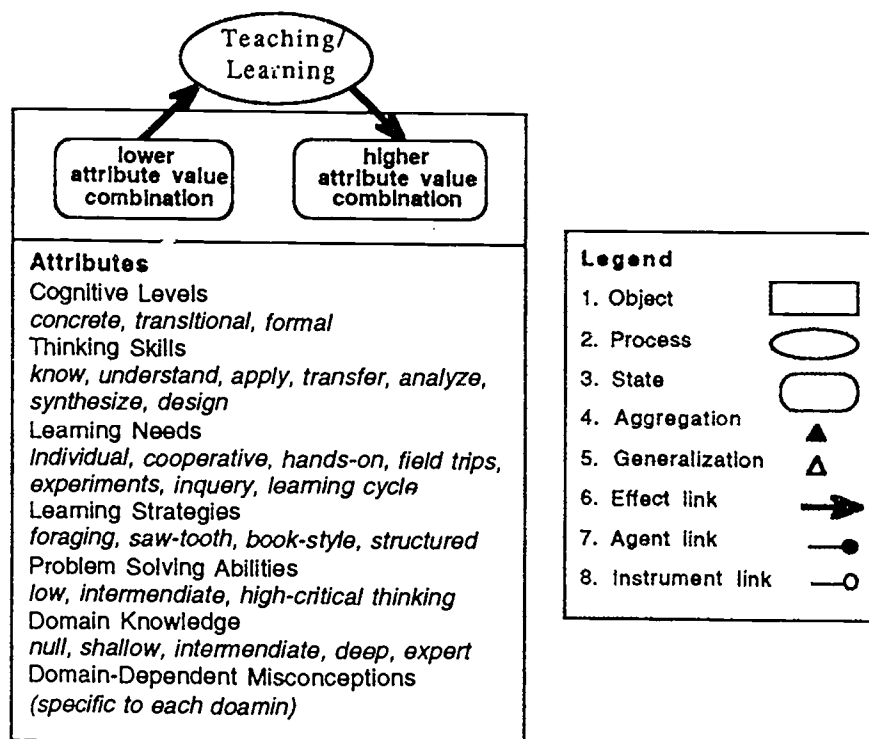 Teaching/
Learning
lower
attribute value
combination
higher
attribute value
combination
Attributes
Cognitive Levels
concrete, transitional, formal
Thinking Skills
know, understand, apply, transfer, analyze,
synthesize, design
Learning Needs
Individual, cooperative, hands-on, field trips,
experiments, inquery, learning cycle
Learning Strategies
foraging, saw-tooth, book-style, structured
Problem Solving Abilities
low, intermendiate, high-critical thinking
Domain Knowledge
null, shallow, intermendiate, deep, expert
Domain-Dependent Misconceptions
(specific to each doamin)
Legend
1. Object
2. Process
3. State
4. Aggregation
5. Generalization
6. Effect link
7. Agent link
8. Instrument link